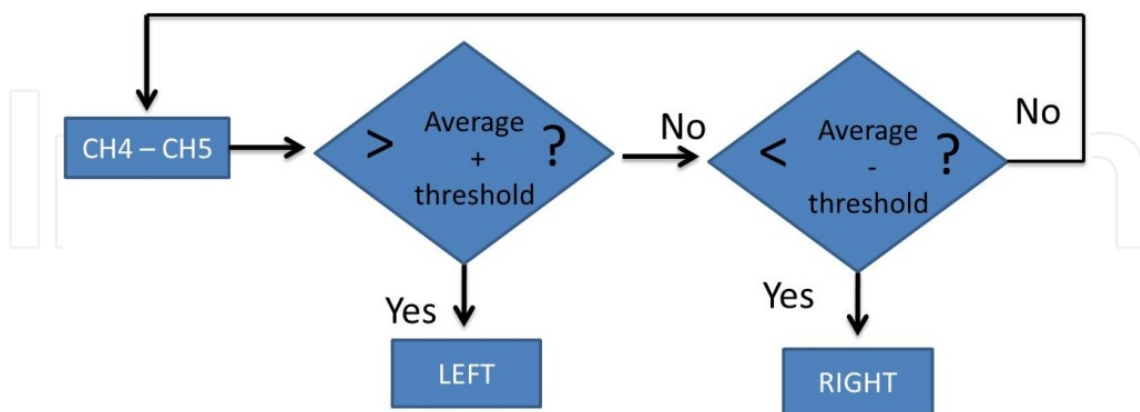 CH4 – CH5
> Average + threshold ?
No
< Average - threshold ?
No
Yes
LEFT
Yes
RIGHT